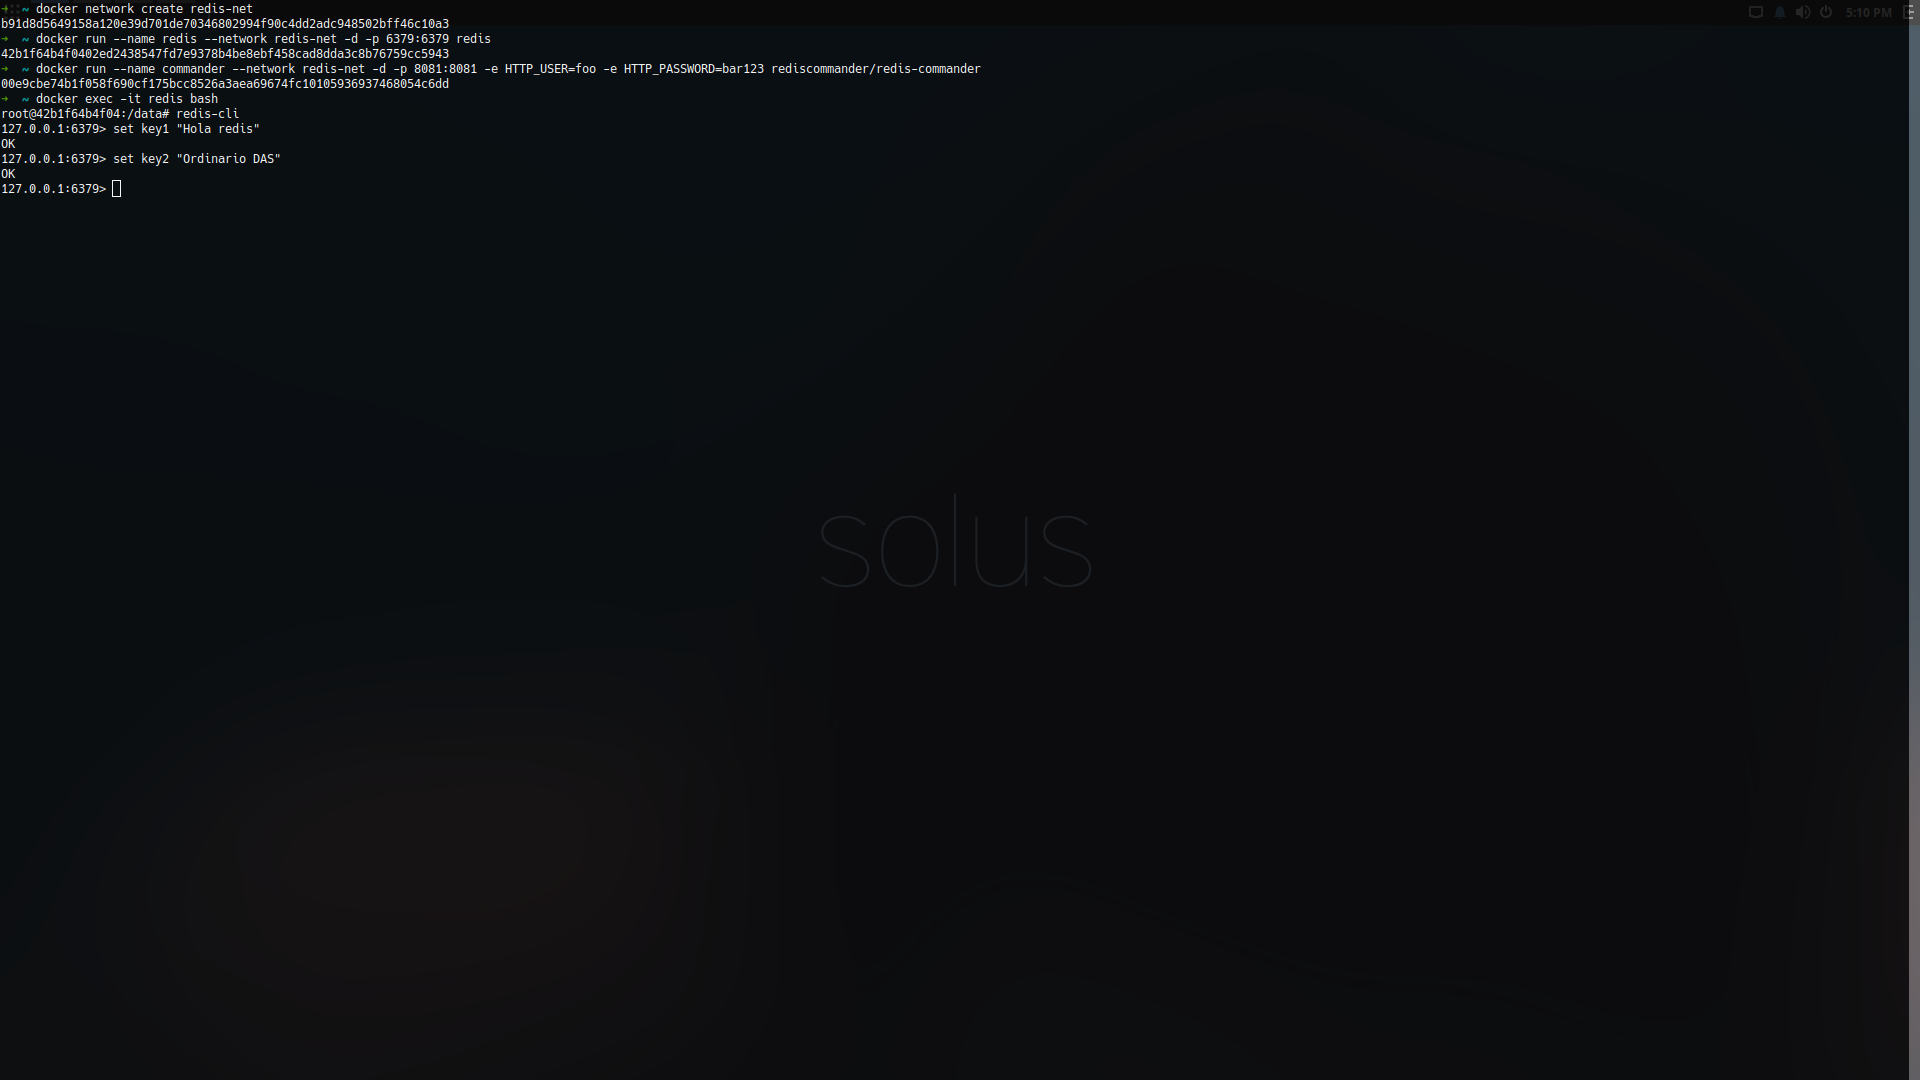 ➜ ~ docker network create redis-net
b91d8d5649158a120e39d701de70346802994f90c4dd2adc948502bff46c10a3
➜ ~ docker run --name redis --network redis-net -d -p 6379:6379 redis
42b1f64b4f0402ed2438547fd7e9378b4be8ebf458cad8dda3c8b76759cc5943
➜ ~ docker run --name commander --network redis-net -d -p 8081:8081 -e HTTP_USER=foo -e HTTP_PASSWORD=bar123 rediscommander/redis-commander
00e9cbe74b1f058f690cf175bcc8526a3aea69674fc10105936937468054c6dd
➜ ~ docker exec -it redis bash
root@42b1f64b4f04:/data# redis-cli
127.0.0.1:6379> set key1 "Hola redis"
OK
127.0.0.1:6379> set key2 "Ordinario DAS"
OK
127.0.0.1:6379>
5:10 PM
solus